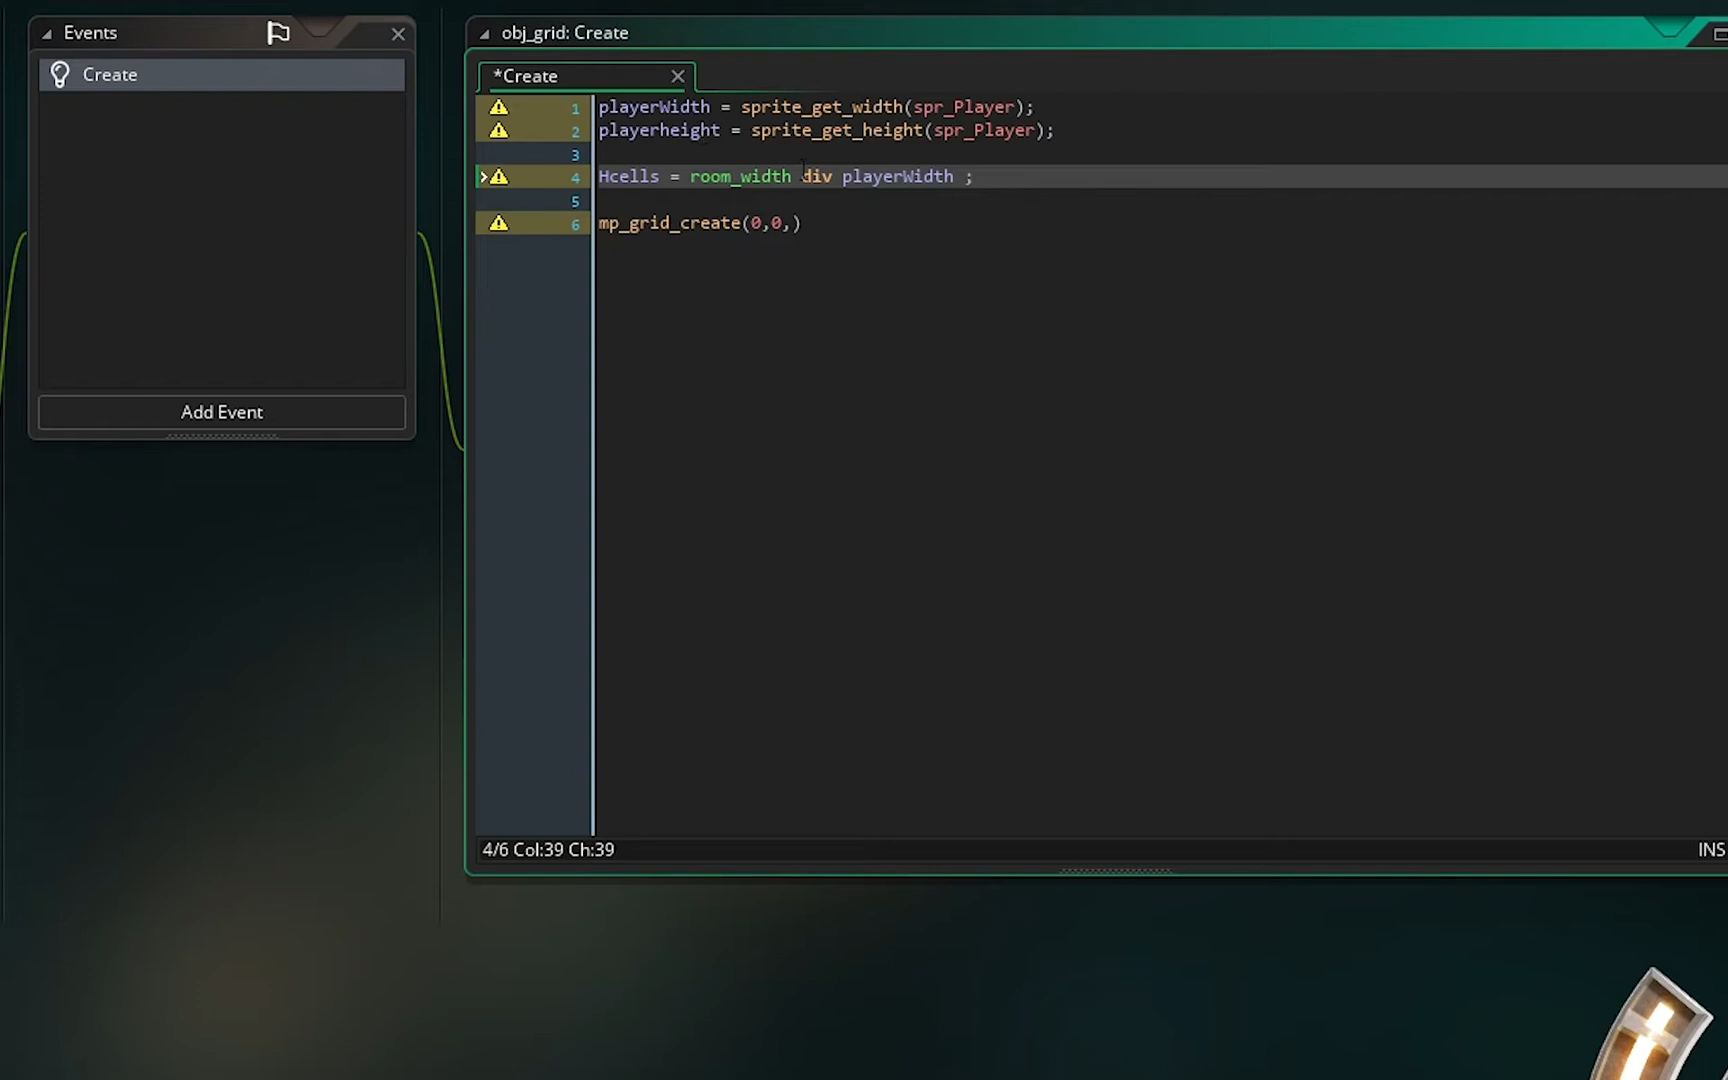 Events
Create
Add Event
obj_grid: Create
*Create
1 playerWidth = sprite_get_width(spr_Player);
2 playerheight = sprite_get_height(spr_Player);
3
4 Hcells = room_width div playerWidth ;
5
6 mp_grid_create(0,0,)
4/6 Col:39 Ch:39 INS